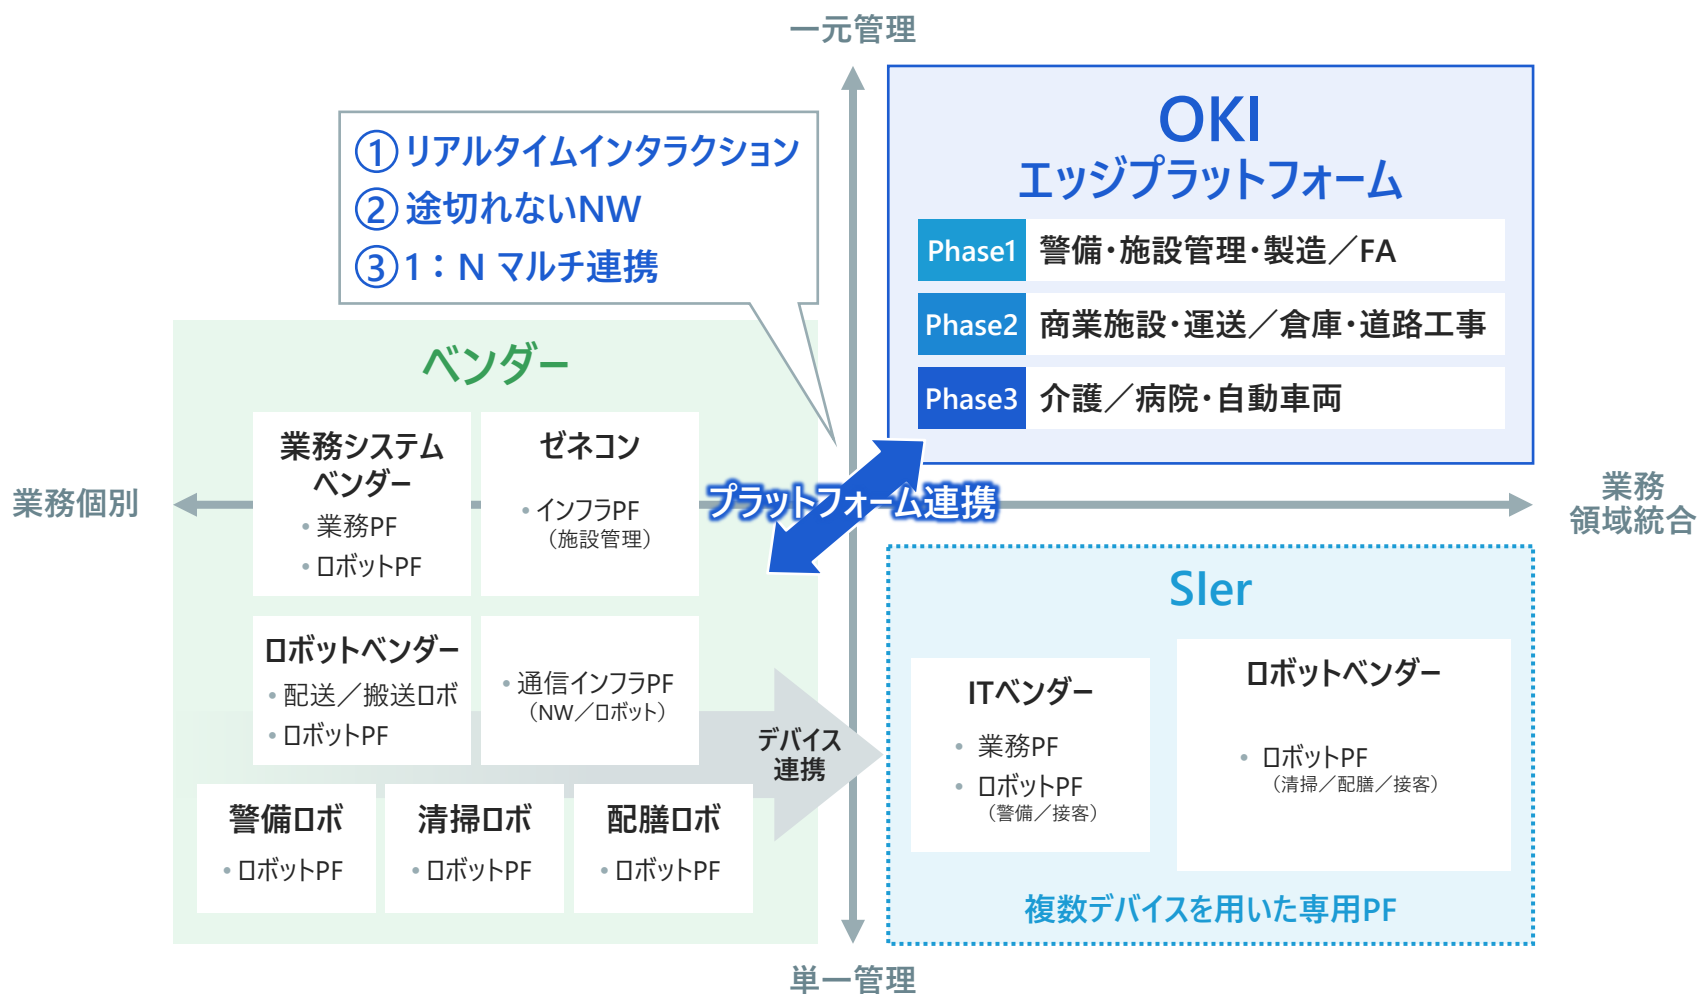 一元管理
①リアルタイムインタラクション
②途切れないNW
③1：N マルチ連携
OKI
エッジプラットフォーム
Phase1 警備・施設管理・製造／FA
Phase2 商業施設・運送／倉庫・道路工事
Phase3 介護／病院・自動車両
ベンダー
業務システム
ベンダー
・業務PF
・ロボットPF
ゼネコン
・インフラPF
（施設管理）
業務個別
プラットフォーム連携
業務
領域統合
ロボットベンダー
・配送／搬送ロボ
・ロボットPF
・通信インフラPF
（NW／ロボット）
デバイス
連携
警備ロボ
・ロボットPF
清掃ロボ
・ロボットPF
配膳ロボ
・ロボットPF
SIer
ITベンダー
・業務PF
・ロボットPF
（警備／接客）
ロボットベンダー
・ロボットPF
（清掃／配膳／接客）
複数デバイスを用いた専用PF
単一管理